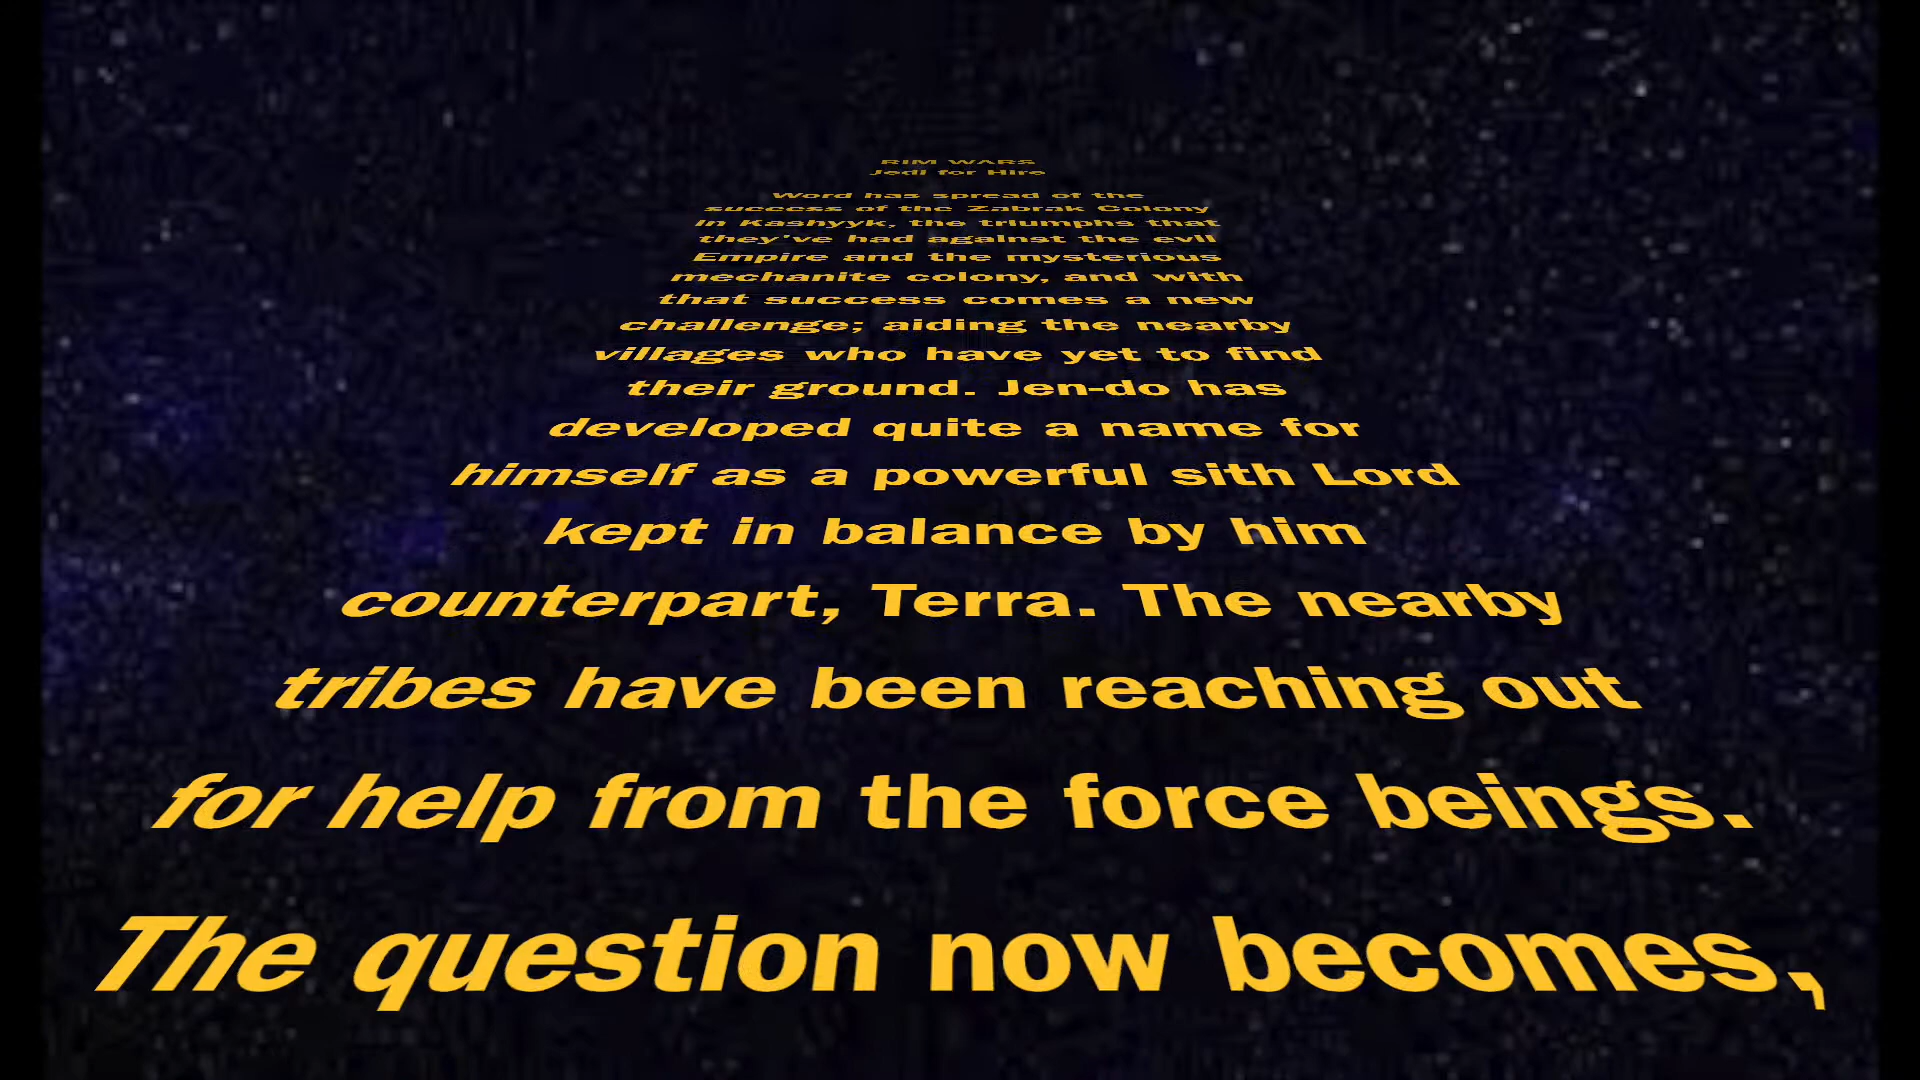 RIM WARS
Jedi for Hire
Word has spread of the
success of the Zabrak Colony
in Kashyyk, the triumphs that
they've had against the evil
Empire and the mysterious
mechanite colony, and with
that success comes a new
challenge; aiding the nearby
villages who have yet to find
their ground. Jen-do has
developed quite a name for
himself as a powerful sith Lord
kept in balance by him
counterpart, Terra. The nearby
tribes have been reaching out
for help from the force beings.
The question now becomes,